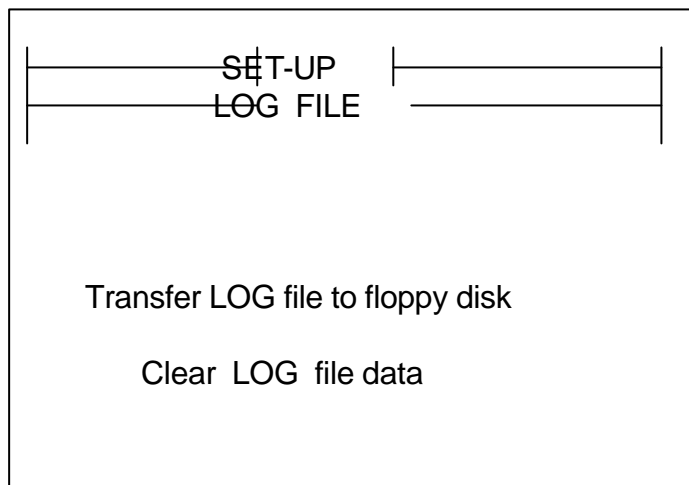 SET-UP
LOG FILE
Transfer LOG file to floppy disk
Clear LOG file data